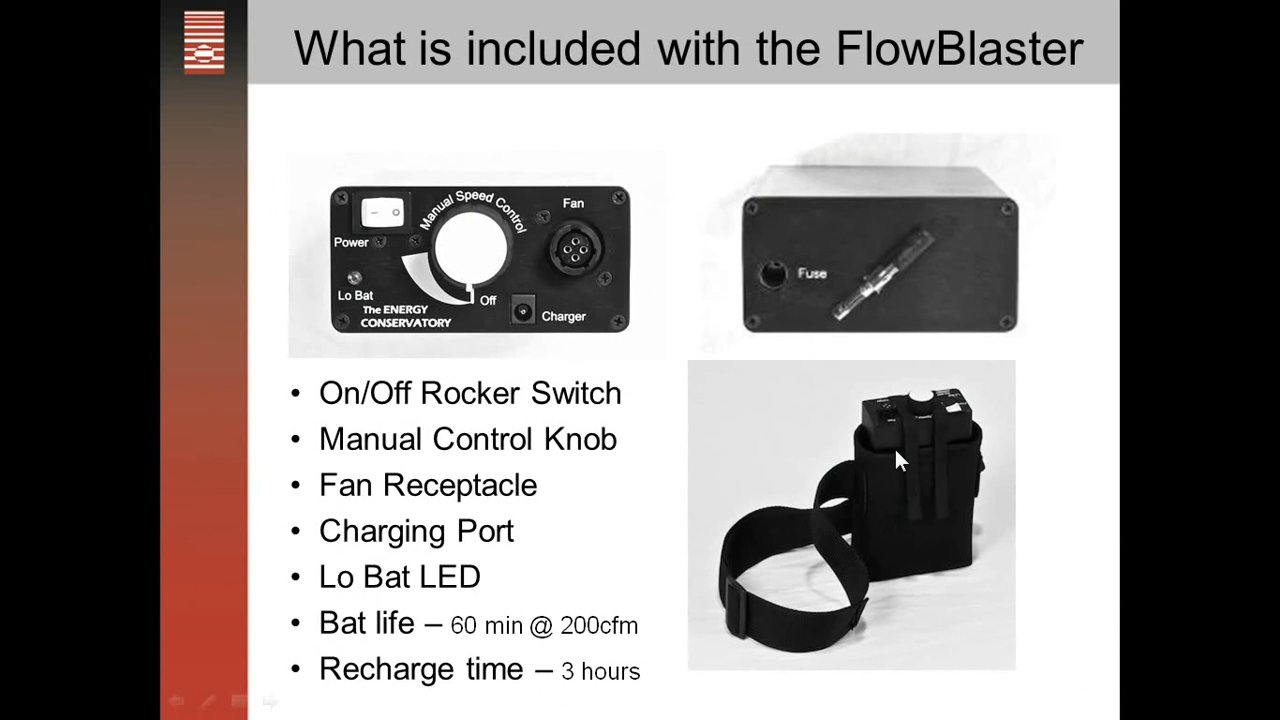 What is included with the FlowBlaster
Manual Speed Control
Fan
Power
Lo Bat
Off
The ENERGY
CONSERVATORY
Charger
Fuse
• On/Off Rocker Switch
• Manual Control Knob
• Fan Receptacle
• Charging Port
• Lo Bat LED
• Bat life – 60 min @ 200cfm
• Recharge time – 3 hours